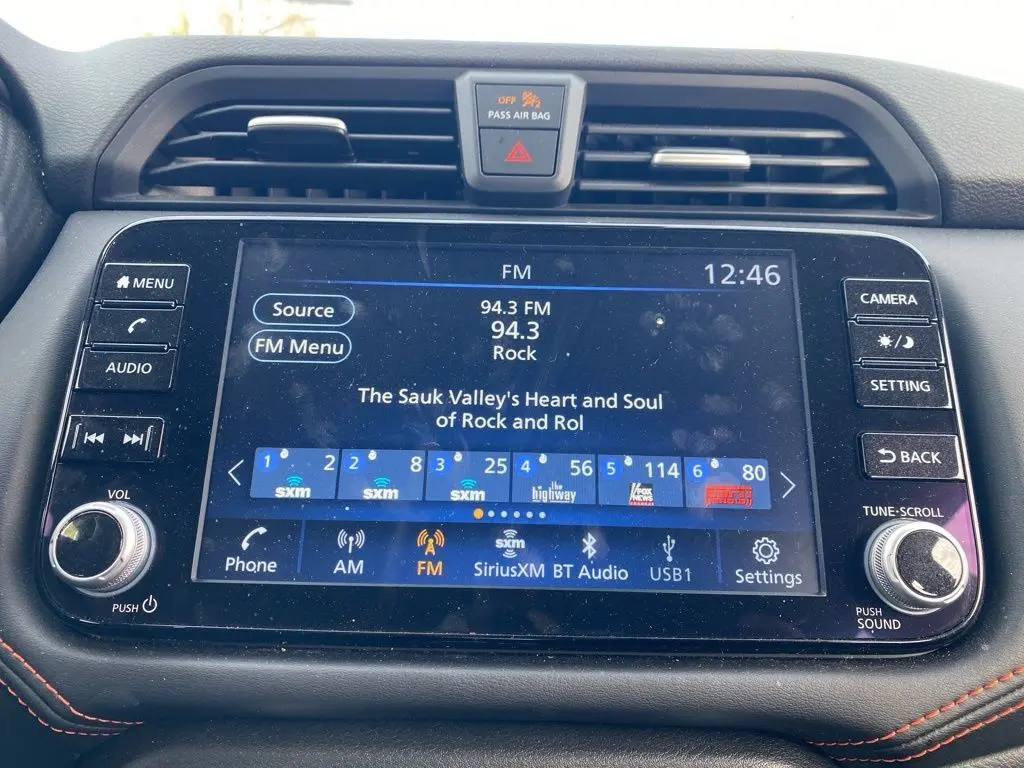 OFF
PASS AIR BAG
MENU
AUDIO
VOL
PUSH
FM
12:46
Source
FM Menu
94.3 FM
94.3
Rock
The Sauk Valley's Heart and Soul
of Rock and Rol
1 2 sxm
2 8 sxm
3 25 sxm
4 56 the highway
5 114 FOX NEWS
6 80
Phone
AM
FM
sxm
SiriusXM
BT Audio
USB1
Settings
CAMERA
SETTING
BACK
TUNE·SCROLL
PUSH
SOUND